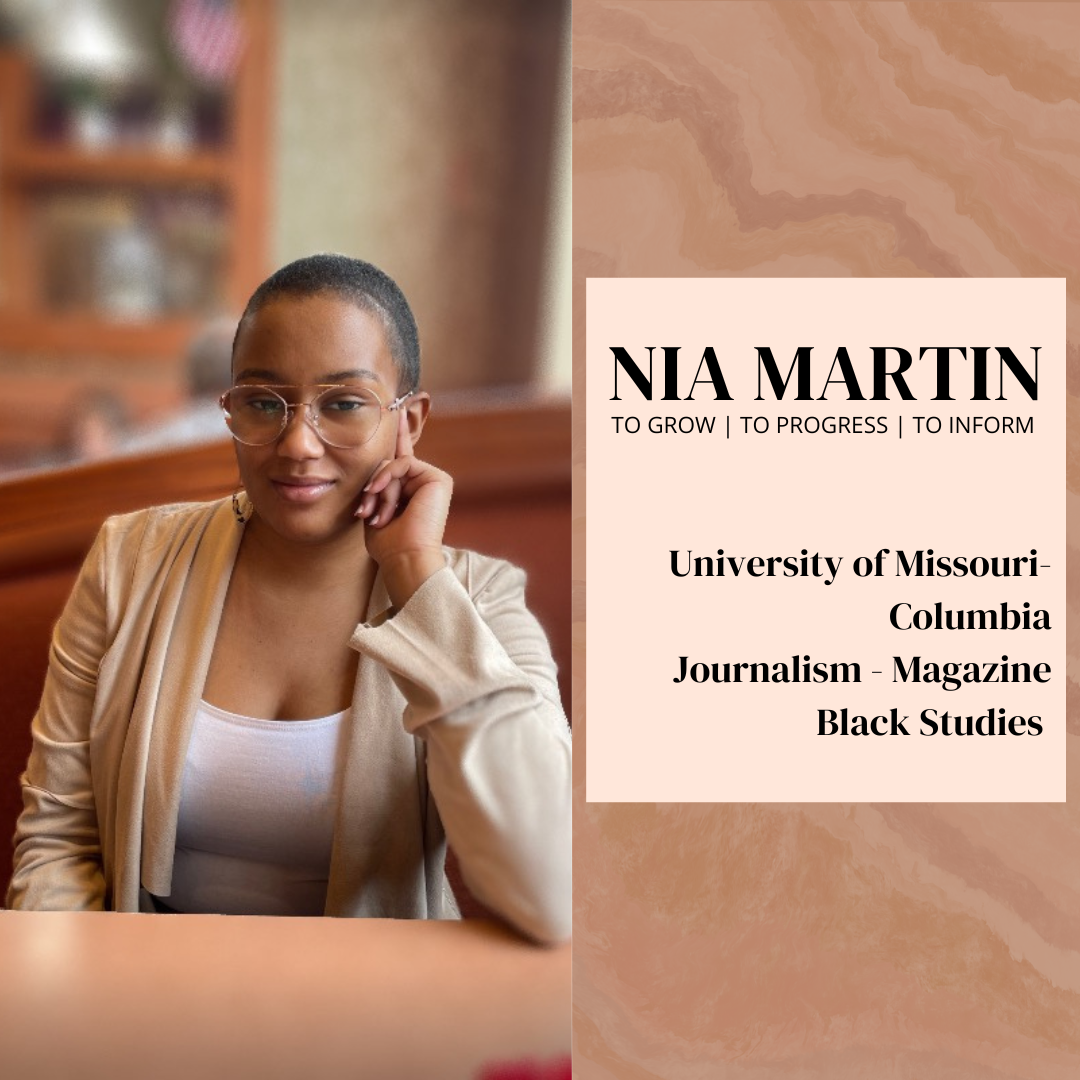 NIA MARTIN
TO GROW | TO PROGRESS | TO INFORM
University of Missouri-
Columbia
Journalism - Magazine
Black Studies